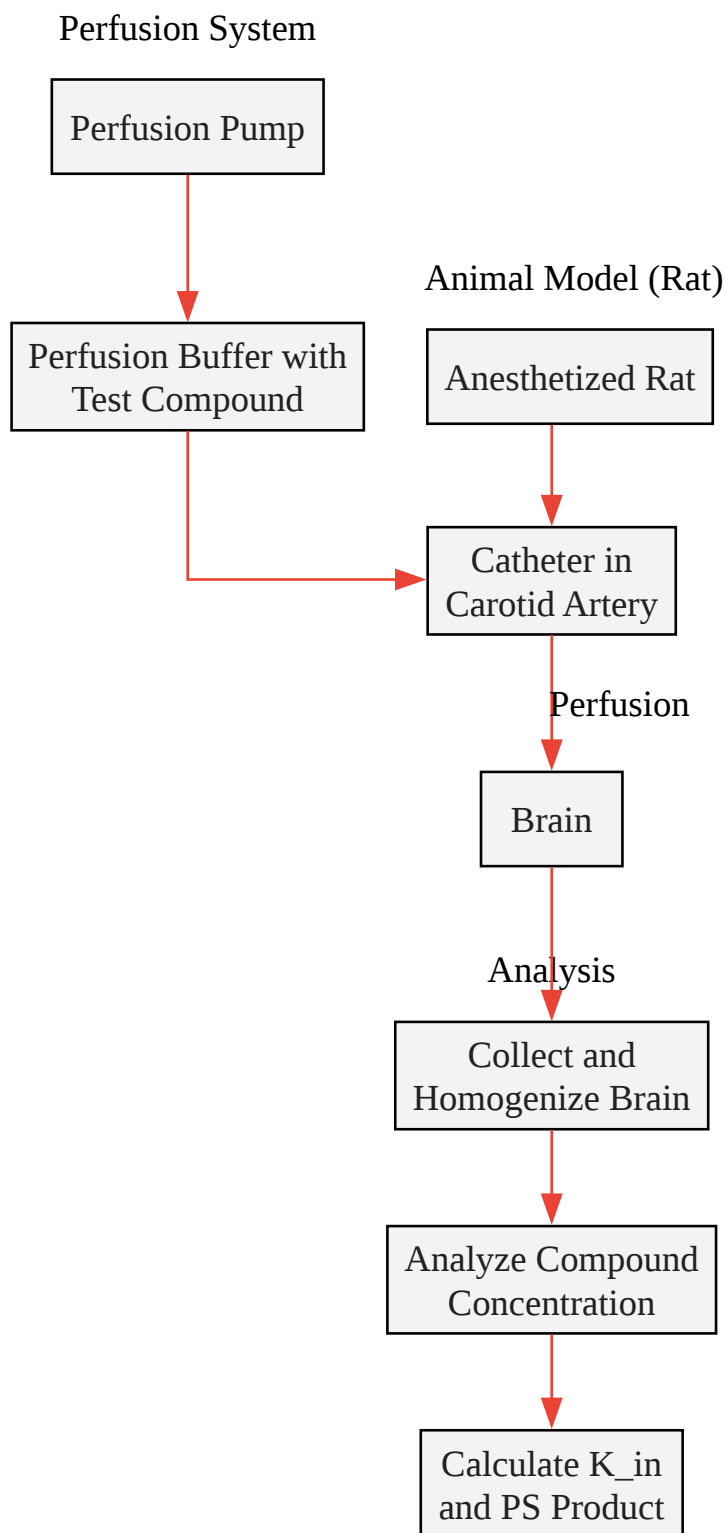 Perfusion System
Perfusion Pump
Perfusion Buffer with
Test Compound
Animal Model (Rat)
Anesthetized Rat
Catheter in
Carotid Artery
Perfusion
Brain
Analysis
Collect and
Homogenize Brain
Analyze Compound
Concentration
Calculate K_in
and PS Product